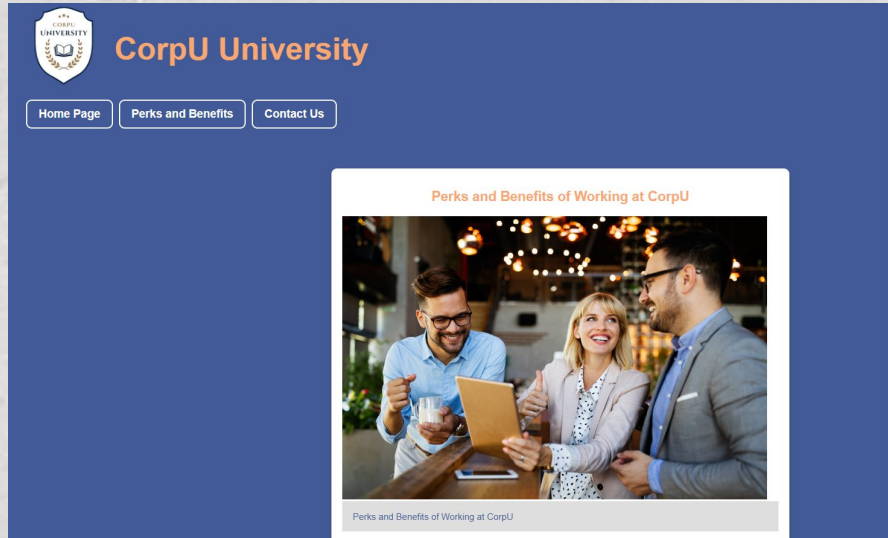 CORPU
UNIVERSITY
CorpU University
Home Page
Perks and Benefits
Contact Us
Perks and Benefits of Working at CorpU
Perks and Benefits of Working at CorpU